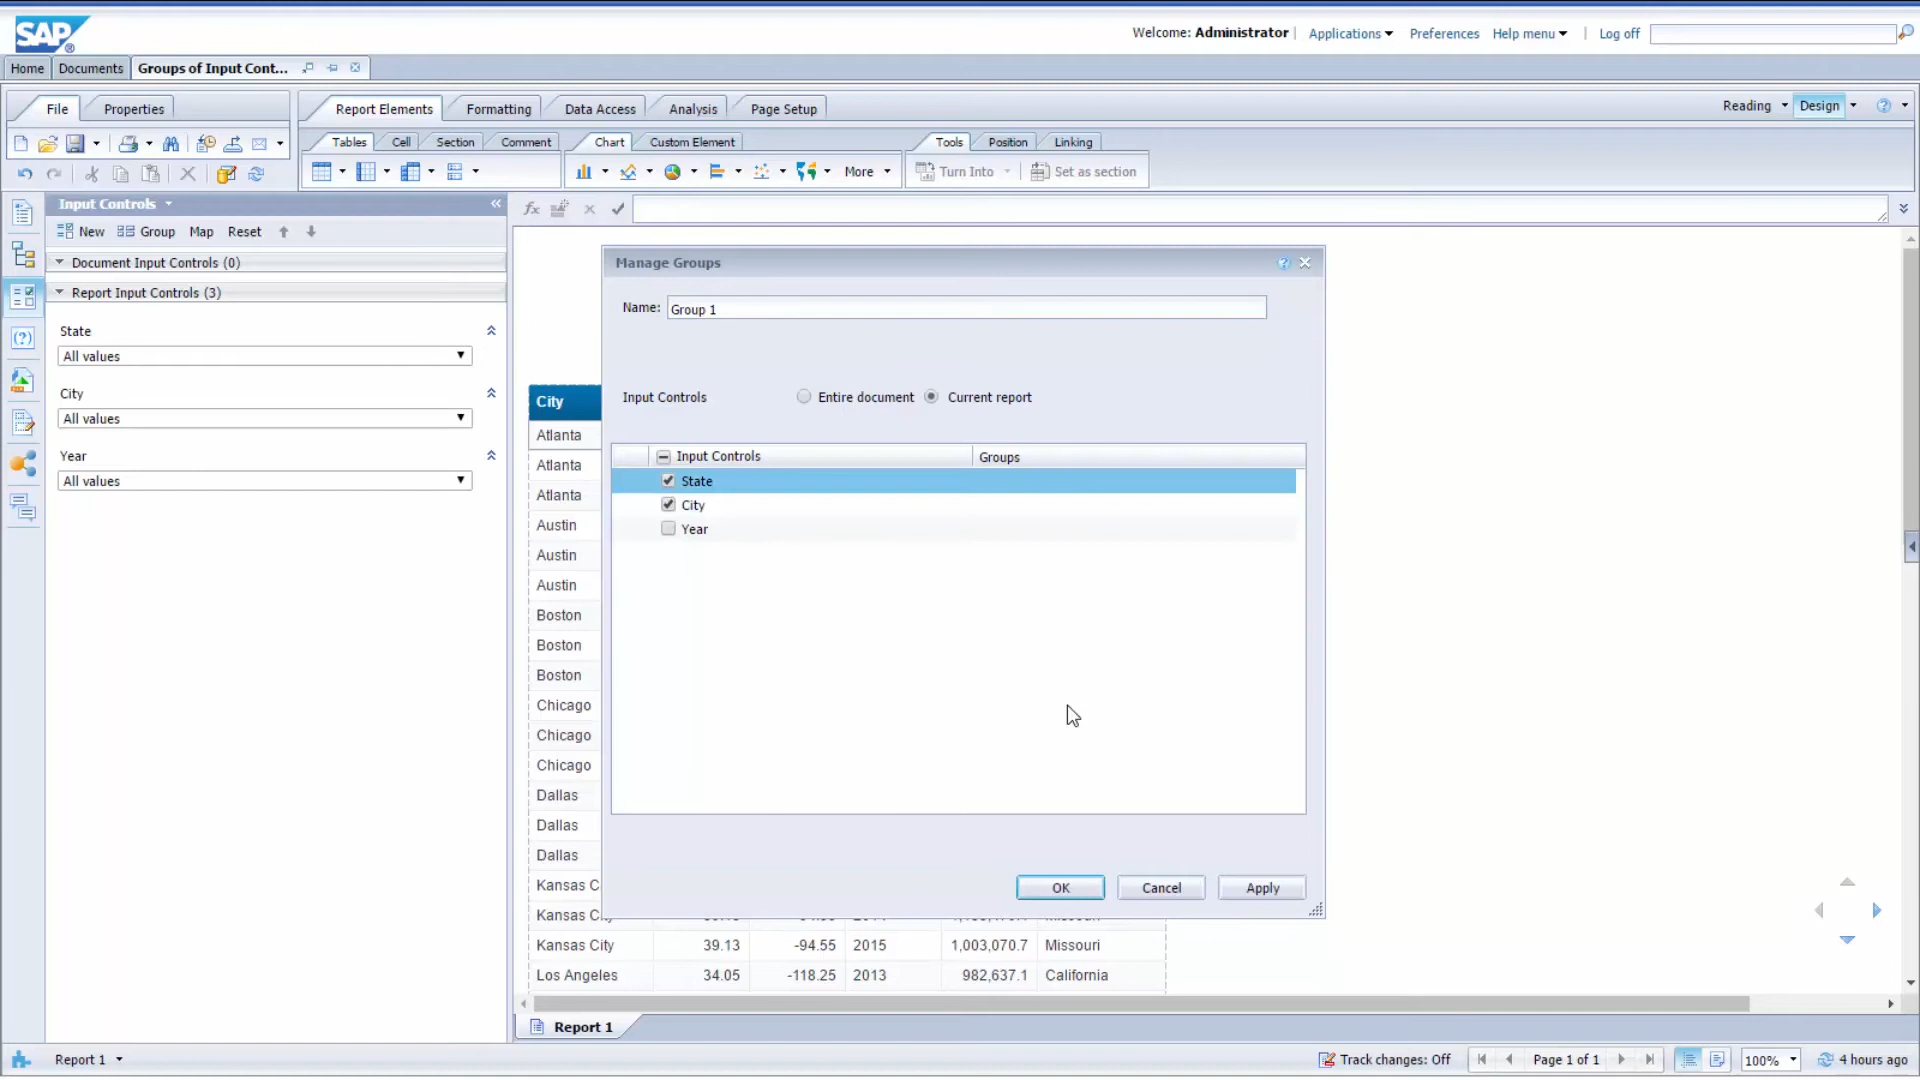 SAP
Welcome: Administrator Applications Preferences Help menu Log off
Home Documents Groups of Input Cont...
File Properties Report Elements Formatting Data Access Analysis Page Setup Reading Design
Tables Cell Section Comment Chart Custom Element Tools Position Linking
More Turn Into Set as section
Input Controls
New Group Map Reset
Document Input Controls (0)
Report Input Controls (3)
State
All values
City
All values
Year
All values
Manage Groups
Name: Group 1
Input Controls Entire document Current report
Input Controls Groups
State
City
Year
OK Cancel Apply
City
Atlanta
Atlanta
Atlanta
Austin
Austin
Austin
Boston
Boston
Boston
Chicago
Chicago
Chicago
Dallas
Dallas
Dallas
Kansas C
Kansas City
Kansas City 39.13 -94.55 2015 1,003,070.7 Missouri
Los Angeles 34.05 -118.25 2013 982,637.1 California
Report 1
Report 1 Track changes: Off Page 1 of 1 100% 4 hours ago